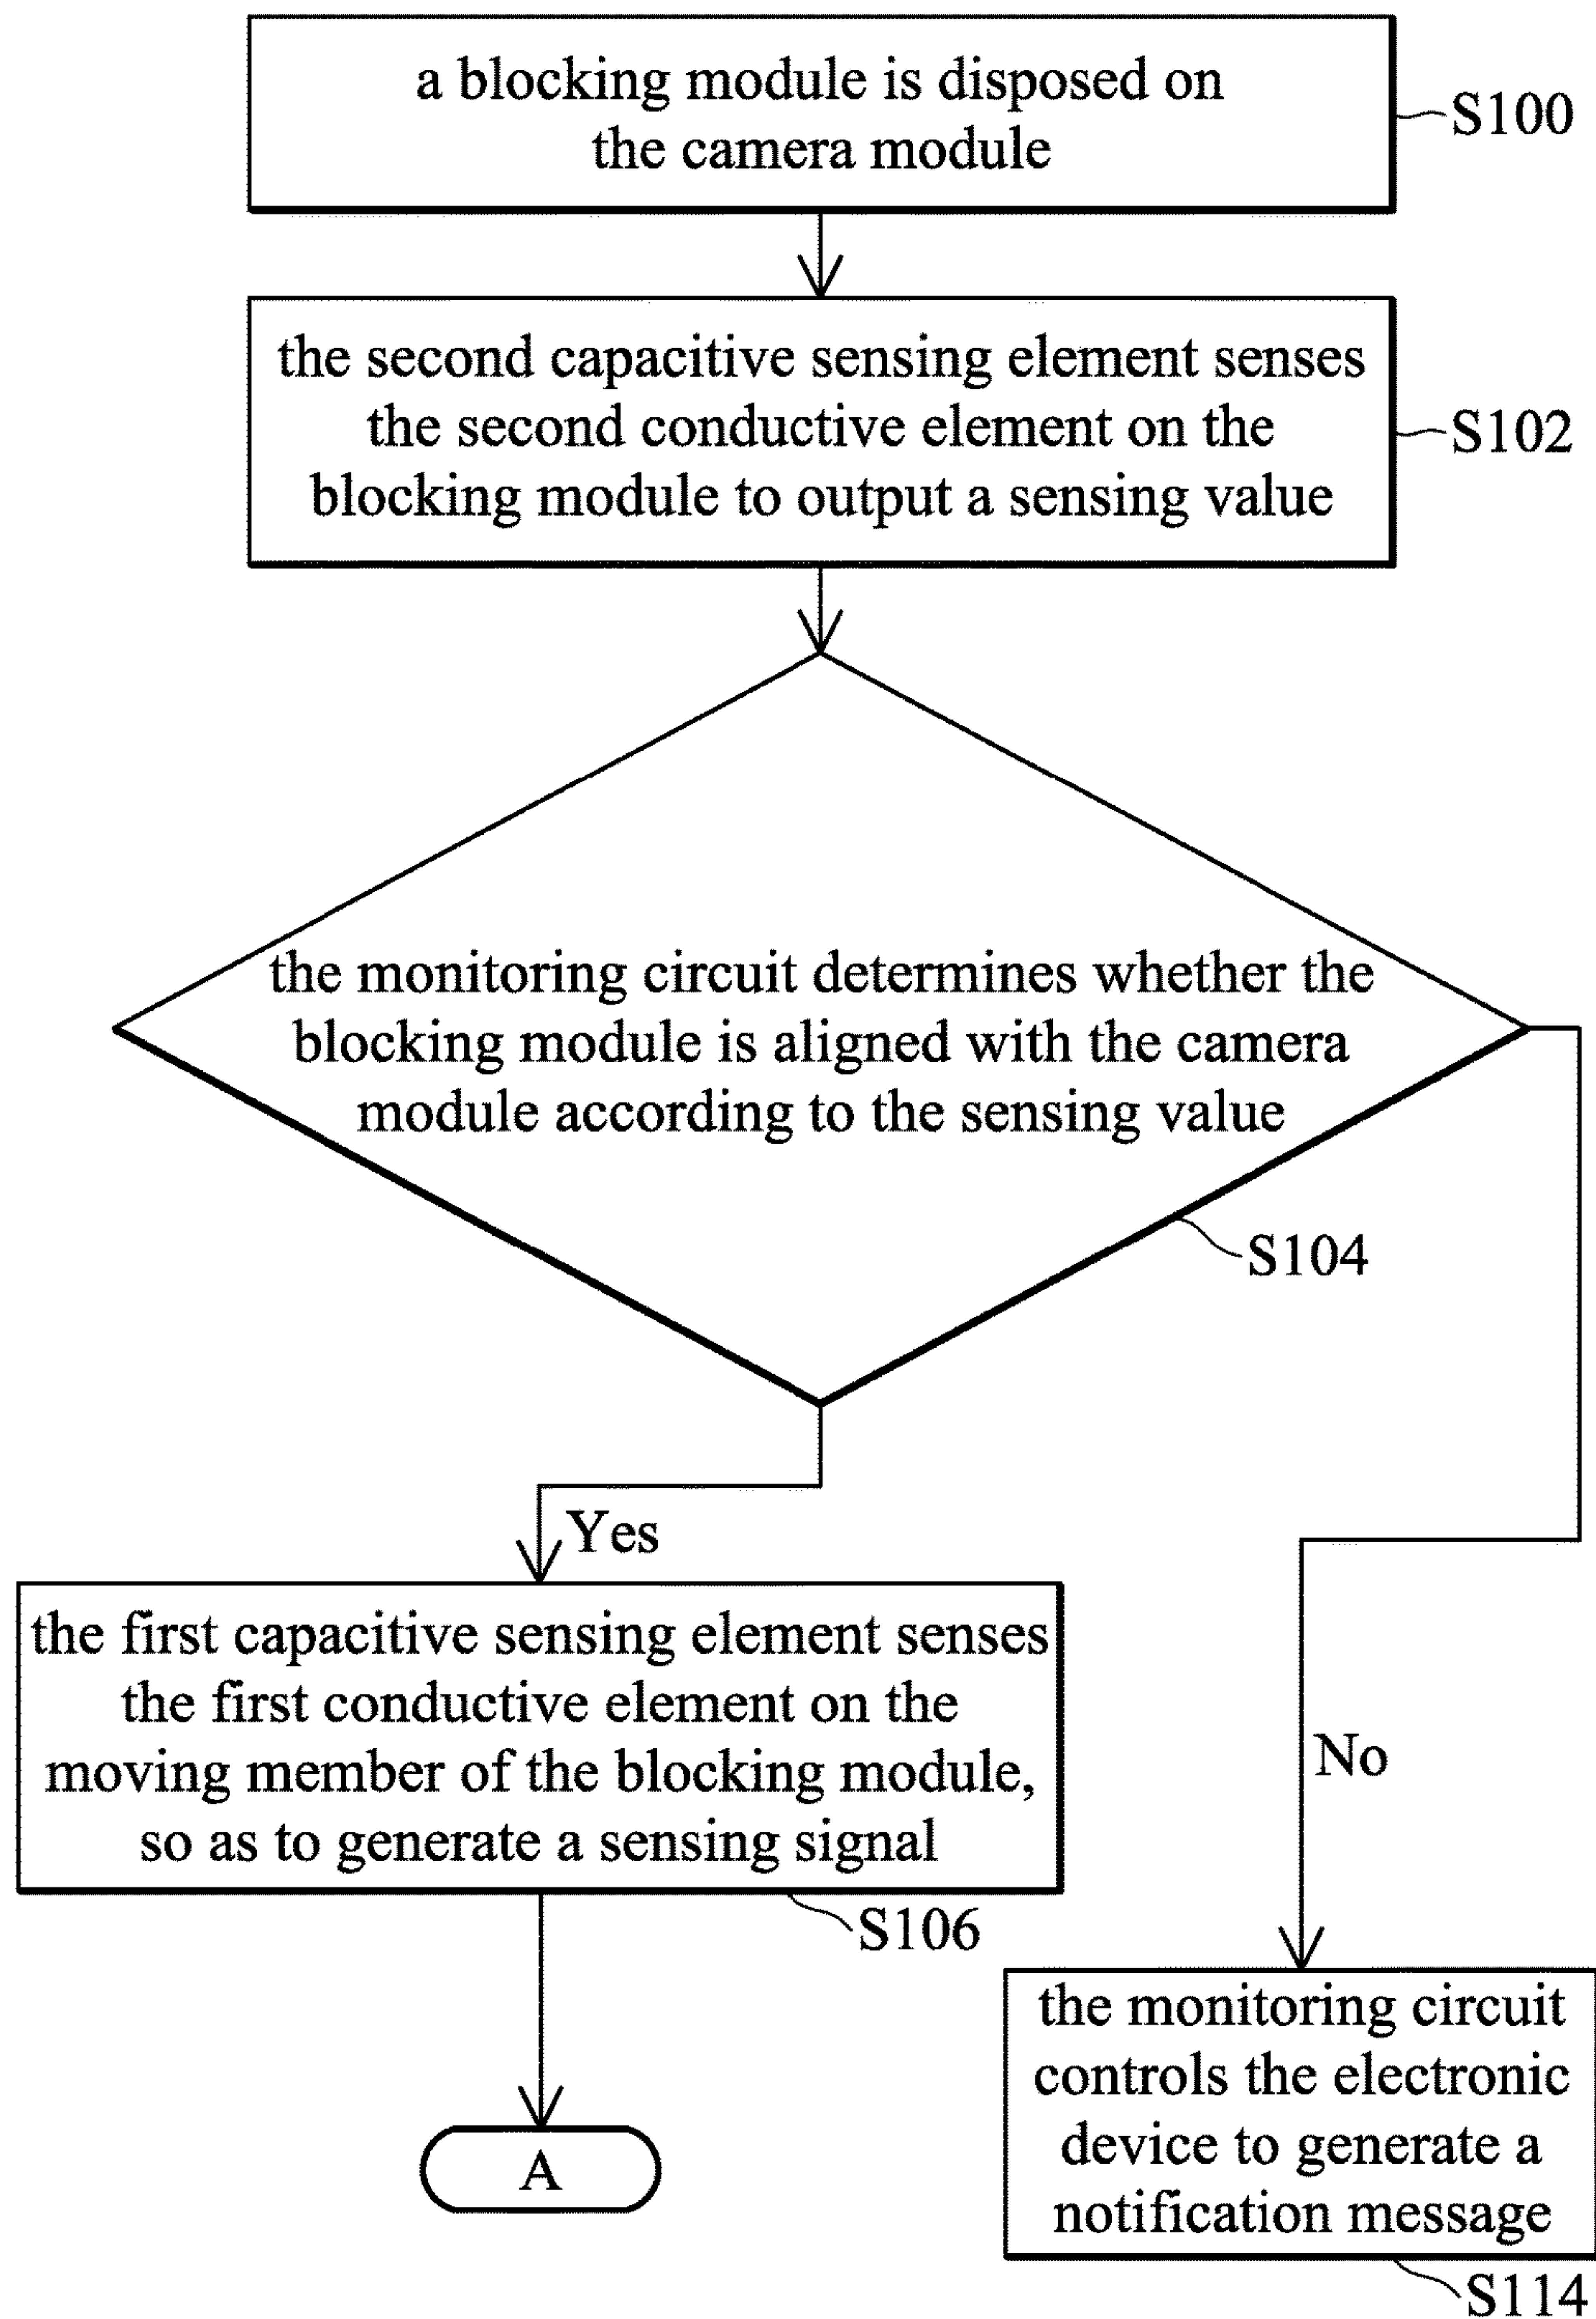 a blocking module is disposed on
the camera module
S100
the second capacitive sensing element senses
the second conductive element on the
blocking module to output a sensing value
S102
the monitoring circuit determines whether the
blocking module is aligned with the camera
module according to the sensing value
S104
Yes
the first capacitive sensing element senses
the first conductive element on the
moving member of the blocking module,
so as to generate a sensing signal
S106
A
No
the monitoring circuit
controls the electronic
device to generate a
notification message
S114